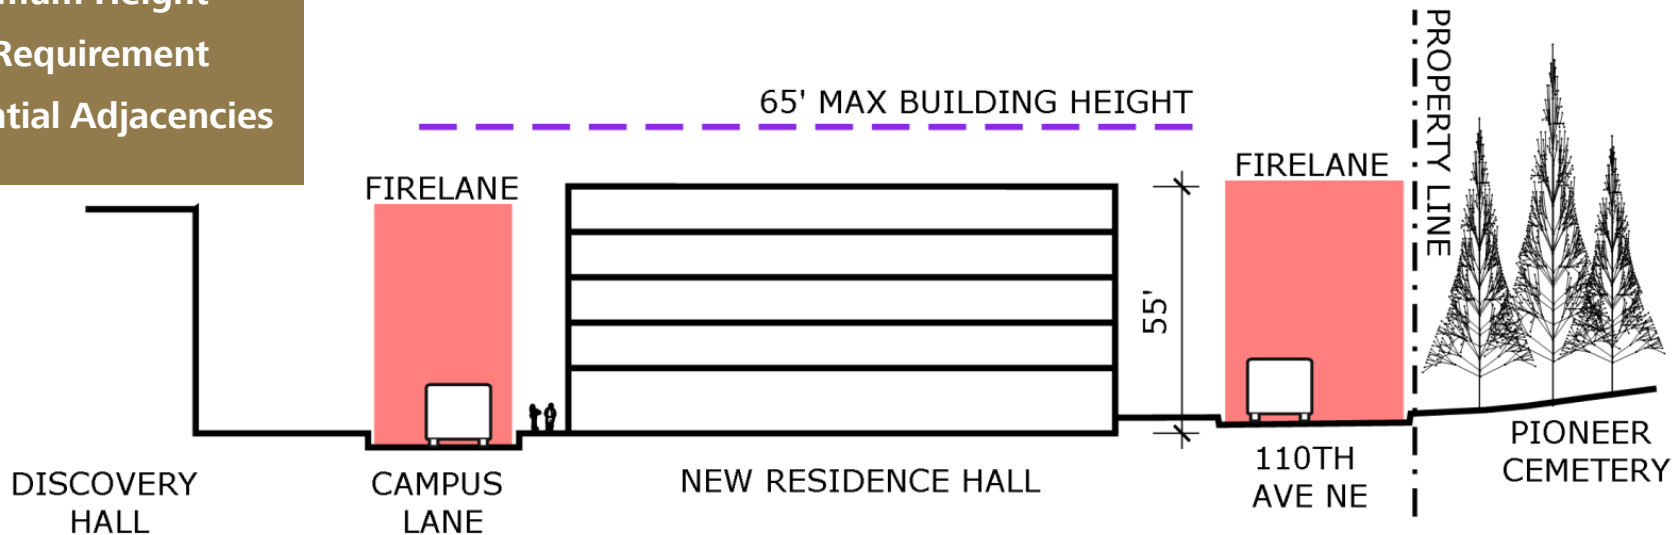 Height
Requirement
Adjacencies
65' MAX BUILDING HEIGHT
FIRELANE
FIRELANE
PROPERTY LINE
55'
DISCOVERY
HALL
CAMPUS
LANE
NEW RESIDENCE HALL
110TH
AVE NE
PIONEER
CEMETERY